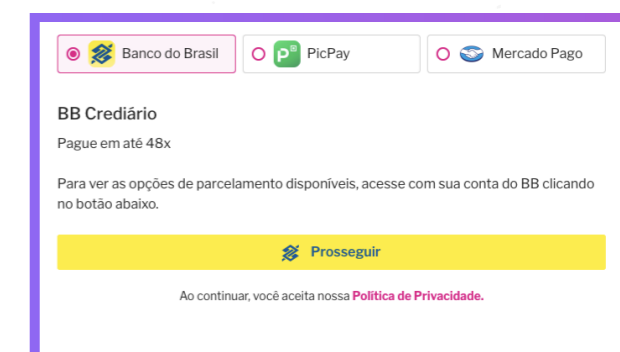 Banco do Brasil
PicPay
Mercado Pago
BB Crediário
Pague em até 48x
Para ver as opções de parcelamento disponíveis, acesse com sua conta do BB clicando
no botão abaixo.
Prosseguir
Ao continuar, você aceita nossa Política de Privacidade.